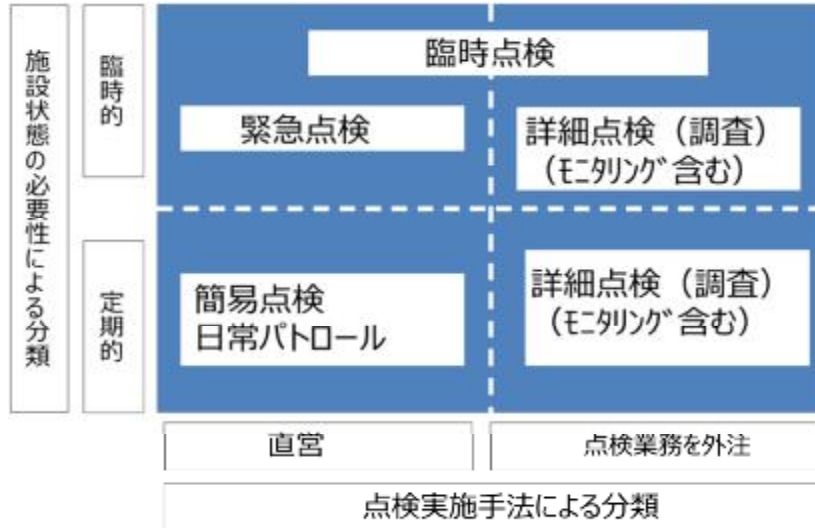 施設状態の必要性による分類
臨時的
臨時点検
緊急点検
詳細点検（調査）
（ﾓﾆﾀﾘﾝｸﾞ含む）
定期的
簡易点検
日常パトロール
詳細点検（調査）
（ﾓﾆﾀﾘﾝｸﾞ含む）
直営
点検業務を外注
点検実施手法による分類